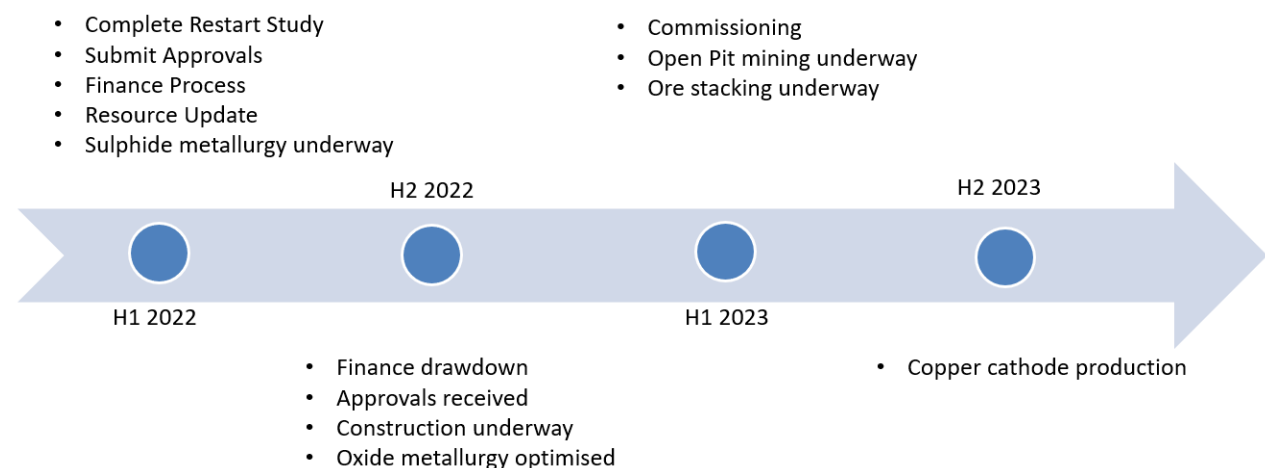 • Complete Restart Study
• Submit Approvals
• Finance Process
• Resource Update
• Sulphide metallurgy underway
• Commissioning
• Open Pit mining underway
• Ore stacking underway
H2 2022
H2 2023
H1 2022
H1 2023
• Finance drawdown
• Approvals received
• Construction underway
• Oxide metallurgy optimised
• Copper cathode production